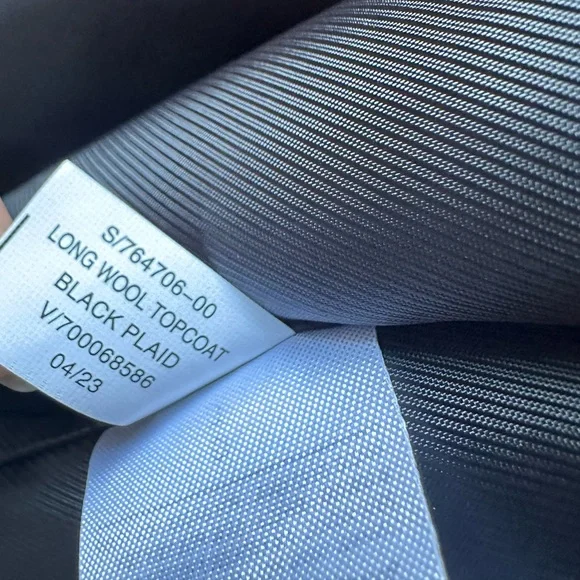 S/764706-00
LONG WOOL TOPCOAT
BLACK PLAID
V/700068586
04/23